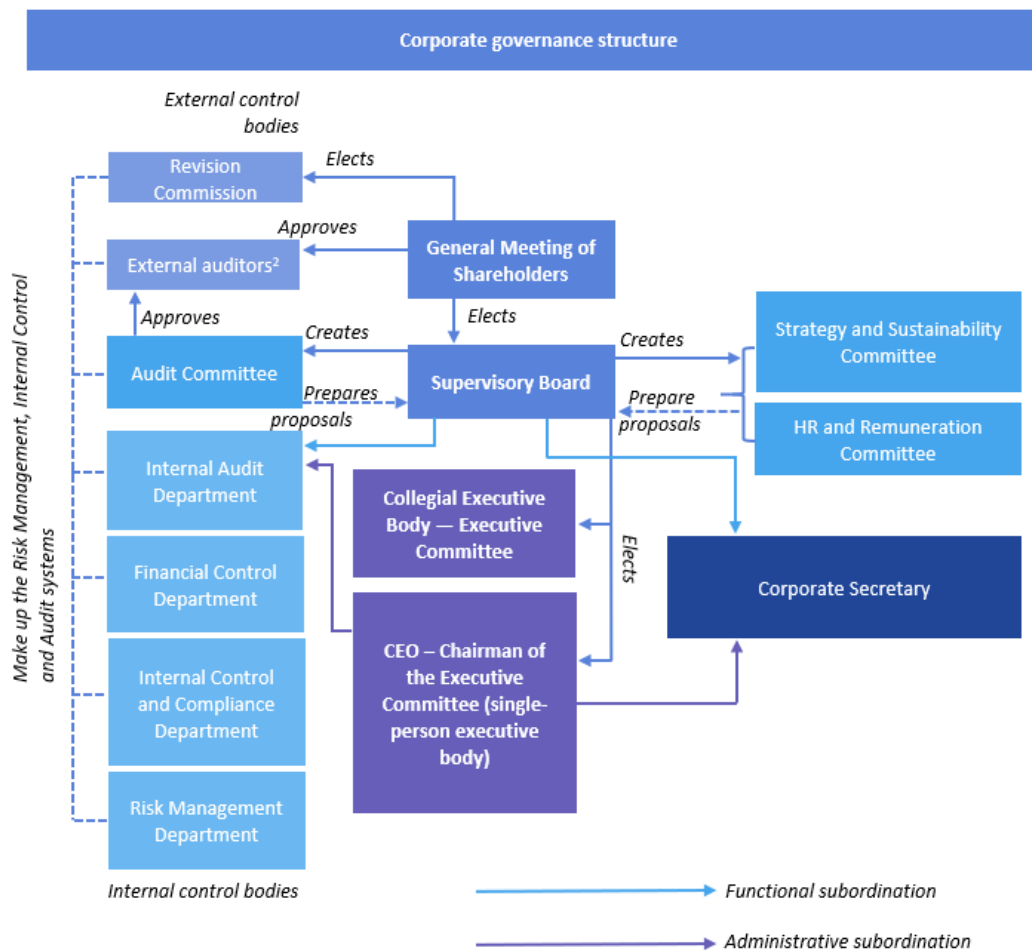 Corporate governance structure
External control
bodies
Elects
Revision
Commission
Approves
General Meeting of
Shareholders
External auditors²
Approves
Elects
Creates
Creates
Strategy and Sustainability
Committee
Audit Committee
Supervisory Board
Prepares
proposals
Prepare
proposals
HR and Remuneration
Committee
Internal Audit
Department
Collegial Executive
Body — Executive
Committee
Elects
Financial Control
Department
Corporate Secretary
Make up the Risk Management, Internal Control
and Audit systems
CEO – Chairman of
the Executive
Committee (single-
person executive
body)
Internal Control
and Compliance
Department
Risk Management
Department
Internal control bodies
Functional subordination
Administrative subordination